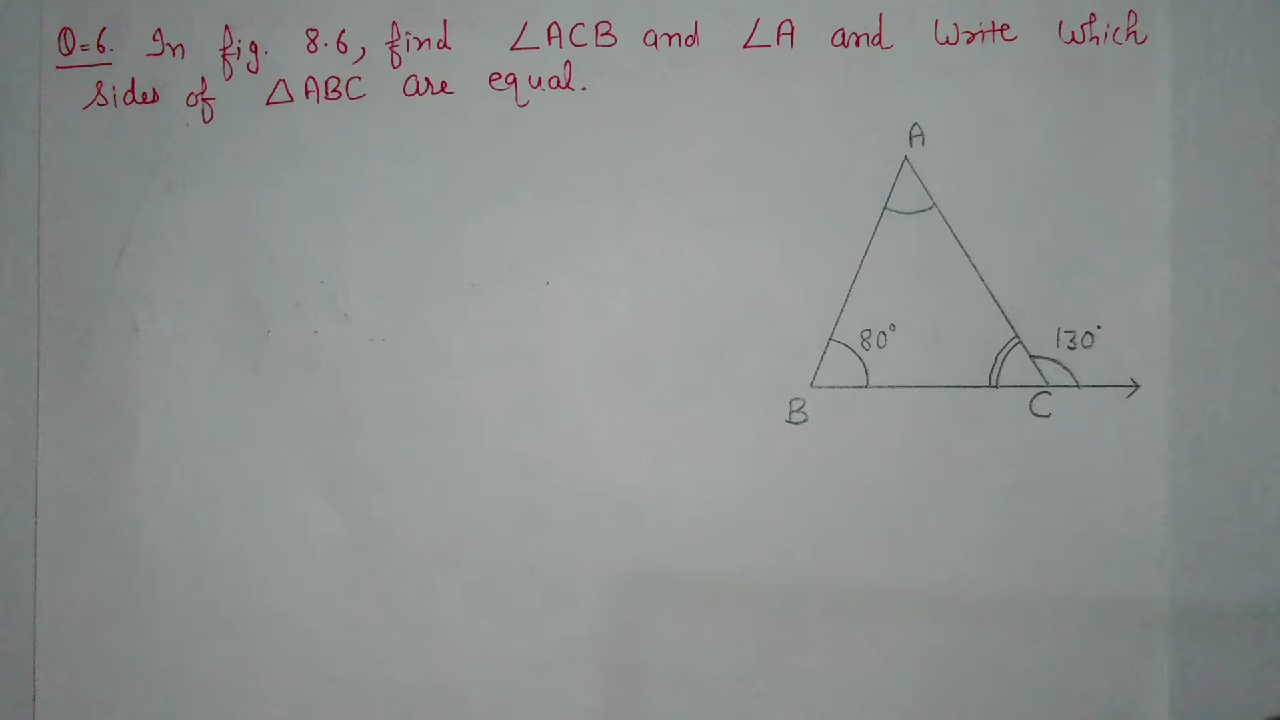 Q=6. In fig. 8.6, find ∠ACB and ∠A and Write Which
Sides of △ABC are equal.
A
80°
130°
B
C